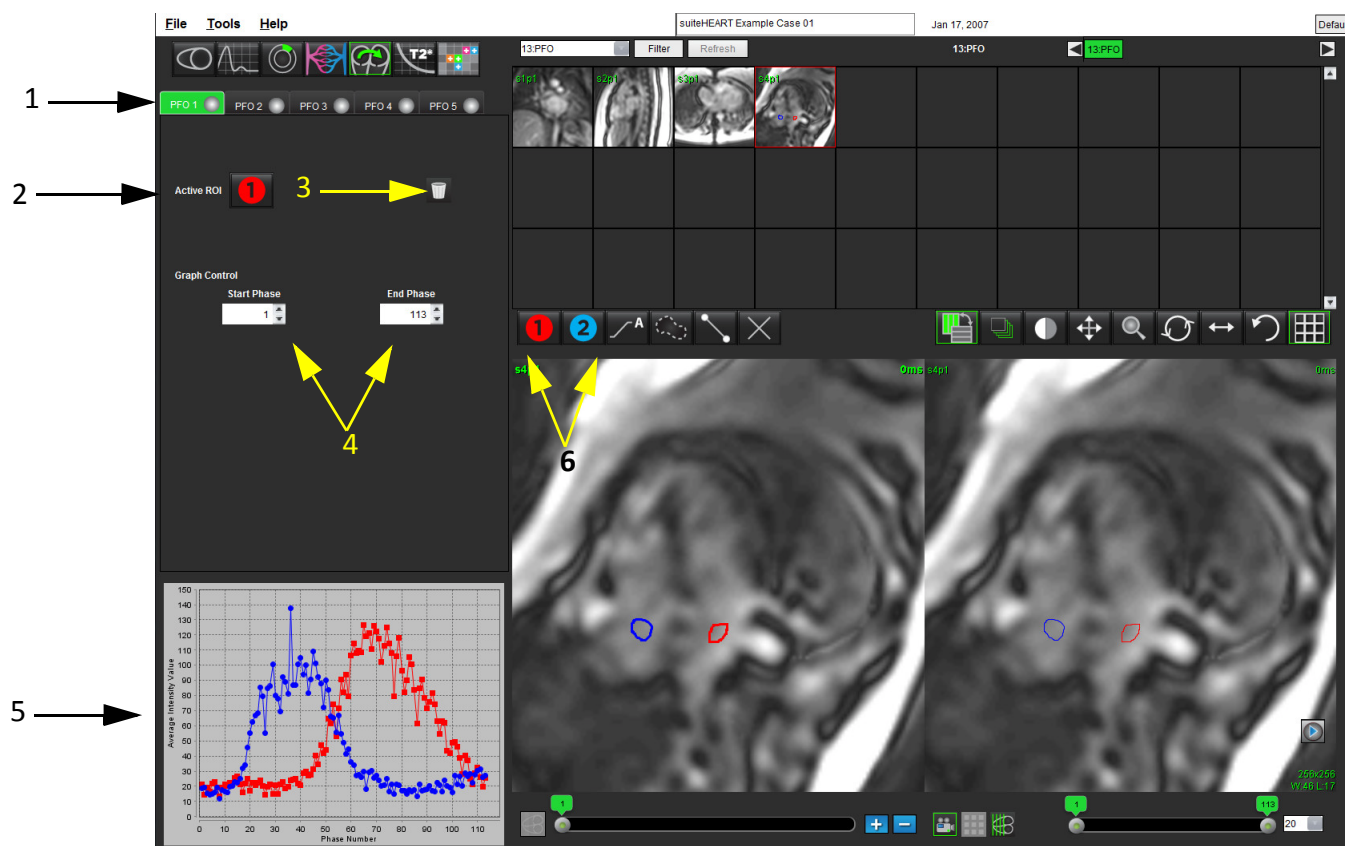 File Tools Help
suiteHEART Example Case 01
Jan 17, 2007
Defau
T2*
13:PFO
Filter
Refresh
13:PFO
13:PFO
1
PFO 1
PFO 2
PFO 3
PFO 4
PFO 5
s1p1
s2p1
s3p1
s4p1
2
Active ROI
1
3
Graph Control
Start Phase
End Phase
1
113
4
1
2
A
6
s4p1
0ms
s4p1
0ms
256x256
W:46 L:17
5
Average Intensity Value
150
140
130
120
110
100
90
80
70
60
50
40
30
20
10
0
0 10 20 30 40 50 60 70 80 90 100 110
Phase Number
1
1
113
20